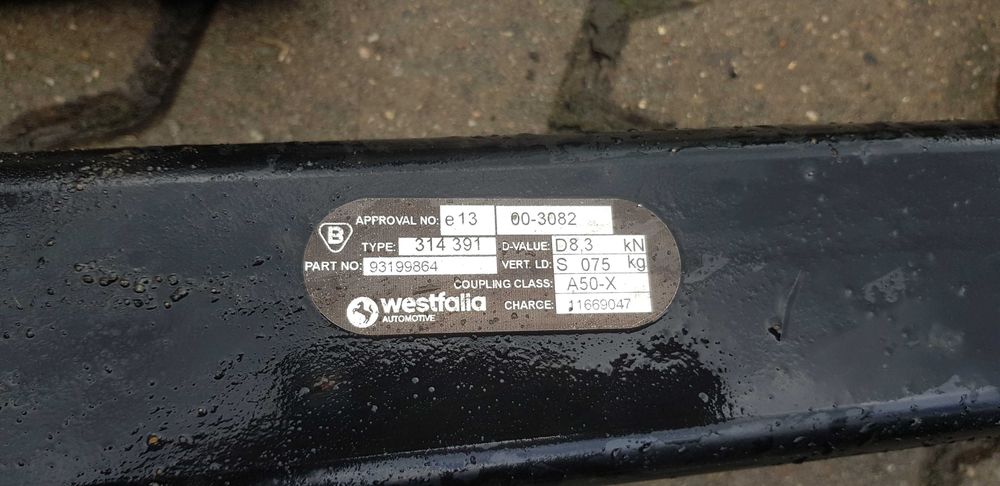 APPROVAL NO: e 13 00-3082
B
TYPE: 314 391 D-VALUE: D8,3 kN
PART NO: 93199864 VERT. LD: S 075 kg
COUPLING CLASS: A50-X
westfalia CHARGE: 11669047
AUTOMOTIVE